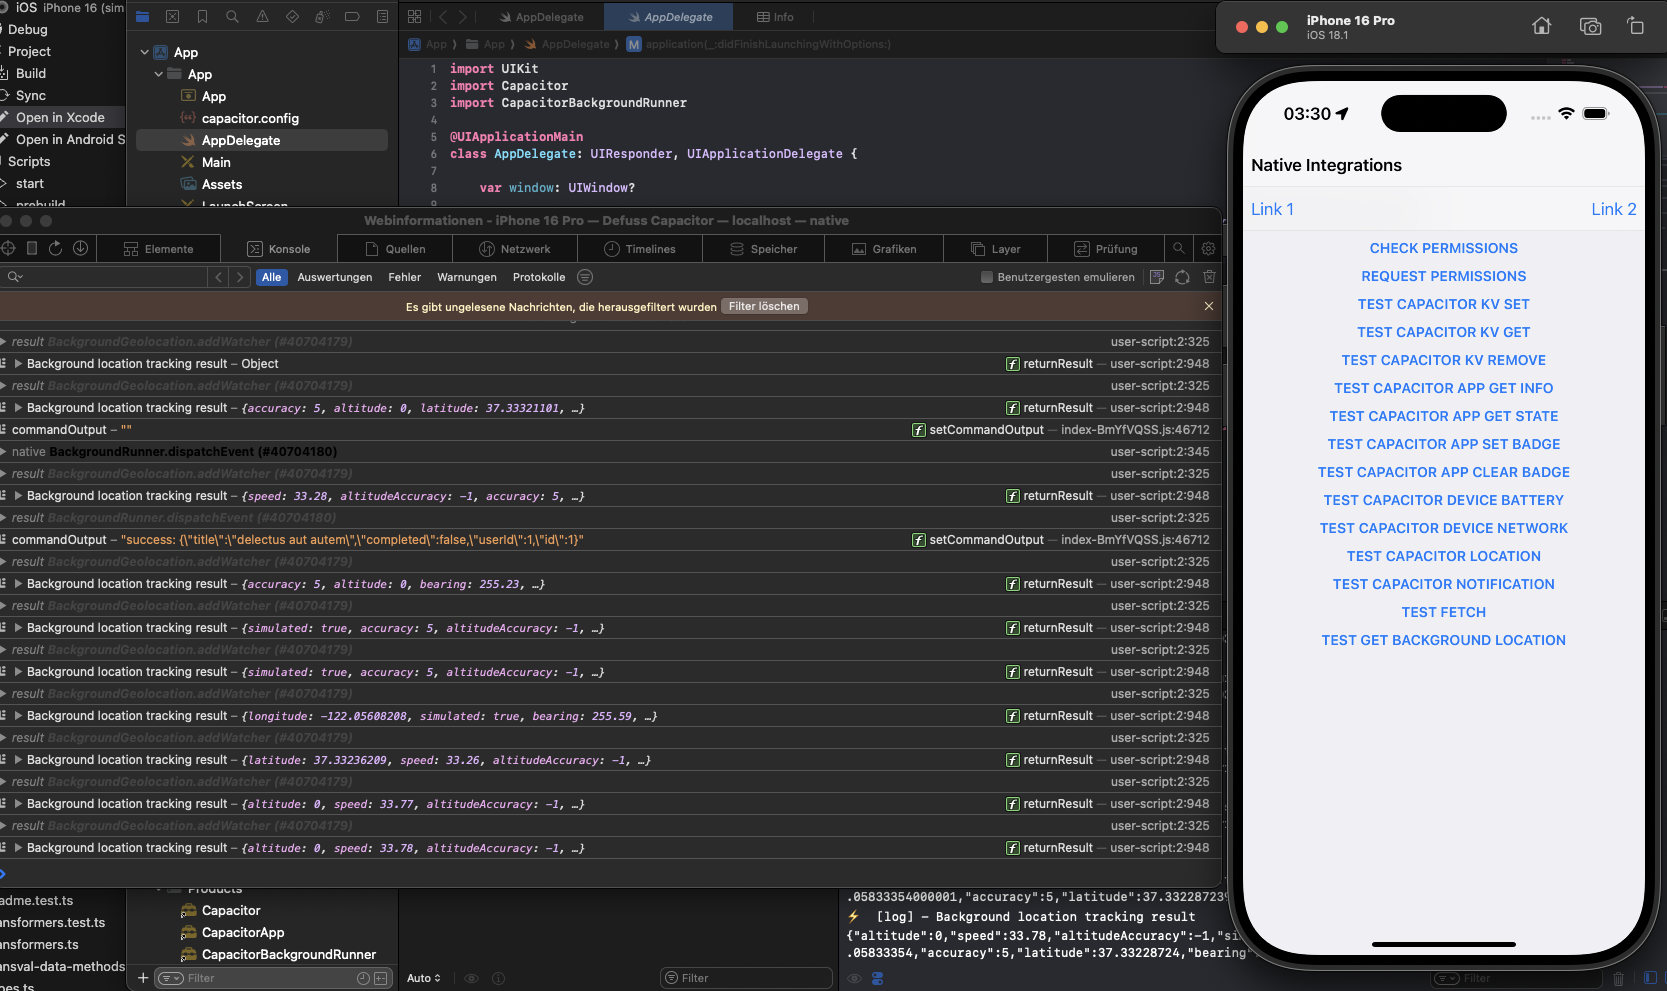 iOS iPhone 16 (sim
Debug
Project
Build
Sync
Open in Xcode
Open in Android S
Scripts
start
prebuild
App
App
App
capacitor.config
AppDelegate
Main
Assets
LaunchScreen
AppDelegate
AppDelegate
Info
App ⟩ App ⟩ AppDelegate ⟩ M application(_:didFinishLaunchingWithOptions:)
1 import UIKit
2 import Capacitor
3 import CapacitorBackgroundRunner
4
5 @UIApplicationMain
6 class AppDelegate: UIResponder, UIApplicationDelegate {
7
8 var window: UIWindow?
9
Webinformationen - iPhone 16 Pro — Defuss Capacitor — localhost — native
Elemente
Konsole
Quellen
Netzwerk
Timelines
Speicher
Grafiken
Layer
Prüfung
Alle Auswertungen Fehler Warnungen Protokolle
Benutzergesten emulieren
Es gibt ungelesene Nachrichten, die herausgefiltert wurden Filter löschen
result BackgroundGeolocation.addWatcher (#40704179) user-script:2:325
Background location tracking result – Object f returnResult — user-script:2:948
result BackgroundGeolocation.addWatcher (#40704179) user-script:2:325
Background location tracking result – {accuracy: 5, altitude: 0, latitude: 37.33321101, …} f returnResult — user-script:2:948
commandOutput – "" f setCommandOutput — index-BmYfVQSS.js:46712
native BackgroundRunner.dispatchEvent (#40704180) user-script:2:345
result BackgroundGeolocation.addWatcher (#40704179) user-script:2:325
Background location tracking result – {speed: 33.28, altitudeAccuracy: -1, accuracy: 5, …} f returnResult — user-script:2:948
result BackgroundRunner.dispatchEvent (#40704180) user-script:2:325
commandOutput – "success: {\"title\":\"delectus aut autem\",\"completed\":false,\"userId\":1,\"id\":1}" f setCommandOutput — index-BmYfVQSS.js:46712
result BackgroundGeolocation.addWatcher (#40704179) user-script:2:325
Background location tracking result – {accuracy: 5, altitude: 0, bearing: 255.23, …} f returnResult — user-script:2:948
result BackgroundGeolocation.addWatcher (#40704179) user-script:2:325
Background location tracking result – {simulated: true, accuracy: 5, altitudeAccuracy: -1, …} f returnResult — user-script:2:948
result BackgroundGeolocation.addWatcher (#40704179) user-script:2:325
Background location tracking result – {simulated: true, accuracy: 5, altitudeAccuracy: -1, …} f returnResult — user-script:2:948
result BackgroundGeolocation.addWatcher (#40704179) user-script:2:325
Background location tracking result – {longitude: -122.05608208, simulated: true, bearing: 255.59, …} f returnResult — user-script:2:948
result BackgroundGeolocation.addWatcher (#40704179) user-script:2:325
Background location tracking result – {latitude: 37.33236209, speed: 33.26, altitudeAccuracy: -1, …} f returnResult — user-script:2:948
result BackgroundGeolocation.addWatcher (#40704179) user-script:2:325
Background location tracking result – {altitude: 0, speed: 33.77, altitudeAccuracy: -1, …} f returnResult — user-script:2:948
result BackgroundGeolocation.addWatcher (#40704179) user-script:2:325
Background location tracking result – {altitude: 0, speed: 33.78, altitudeAccuracy: -1, …} f returnResult — user-script:2:948
adme.test.ts
ansformers.test.ts
ansformers.ts
ansval-data-methods
pes.ts
Products
Capacitor
CapacitorApp
CapacitorBackgroundRunner
Filter
Auto
Filter
.05833354000001,"accuracy":5,"latitude":37.332287239
⚡ [log] - Background location tracking result
{"altitude":0,"speed":33.78,"altitudeAccuracy":-1,"si
.05833354,"accuracy":5,"latitude":37.33228724,"bearing"
Filter
iPhone 16 Pro
iOS 18.1
03:30
Native Integrations
Link 1 Link 2
CHECK PERMISSIONS
REQUEST PERMISSIONS
TEST CAPACITOR KV SET
TEST CAPACITOR KV GET
TEST CAPACITOR KV REMOVE
TEST CAPACITOR APP GET INFO
TEST CAPACITOR APP GET STATE
TEST CAPACITOR APP SET BADGE
TEST CAPACITOR APP CLEAR BADGE
TEST CAPACITOR DEVICE BATTERY
TEST CAPACITOR DEVICE NETWORK
TEST CAPACITOR LOCATION
TEST CAPACITOR NOTIFICATION
TEST FETCH
TEST GET BACKGROUND LOCATION